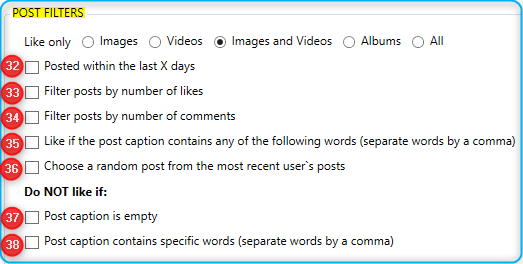 POST FILTERS
Like only Images Videos Images and Videos Albums All
32 Posted within the last X days
33 Filter posts by number of likes
34 Filter posts by number of comments
35 Like if the post caption contains any of the following words (separate words by a comma)
36 Choose a random post from the most recent user`s posts
Do NOT like if:
37 Post caption is empty
38 Post caption contains specific words (separate words by a comma)